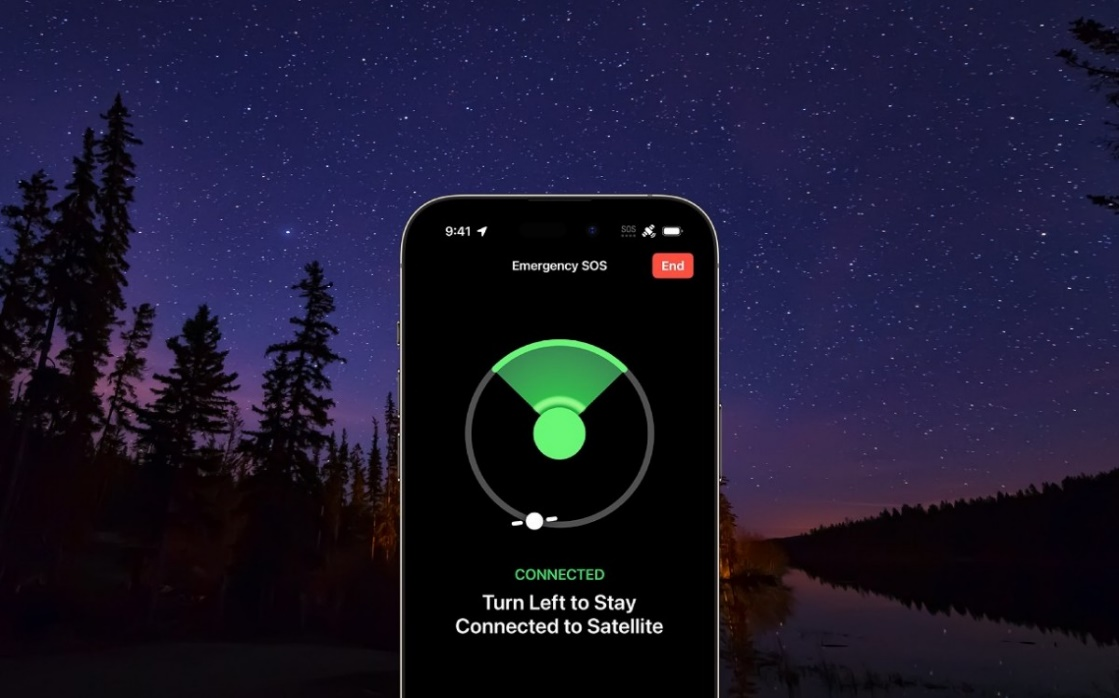 9:41
SOS
Emergency SOS
End
CONNECTED
Turn Left to Stay
Connected to Satellite